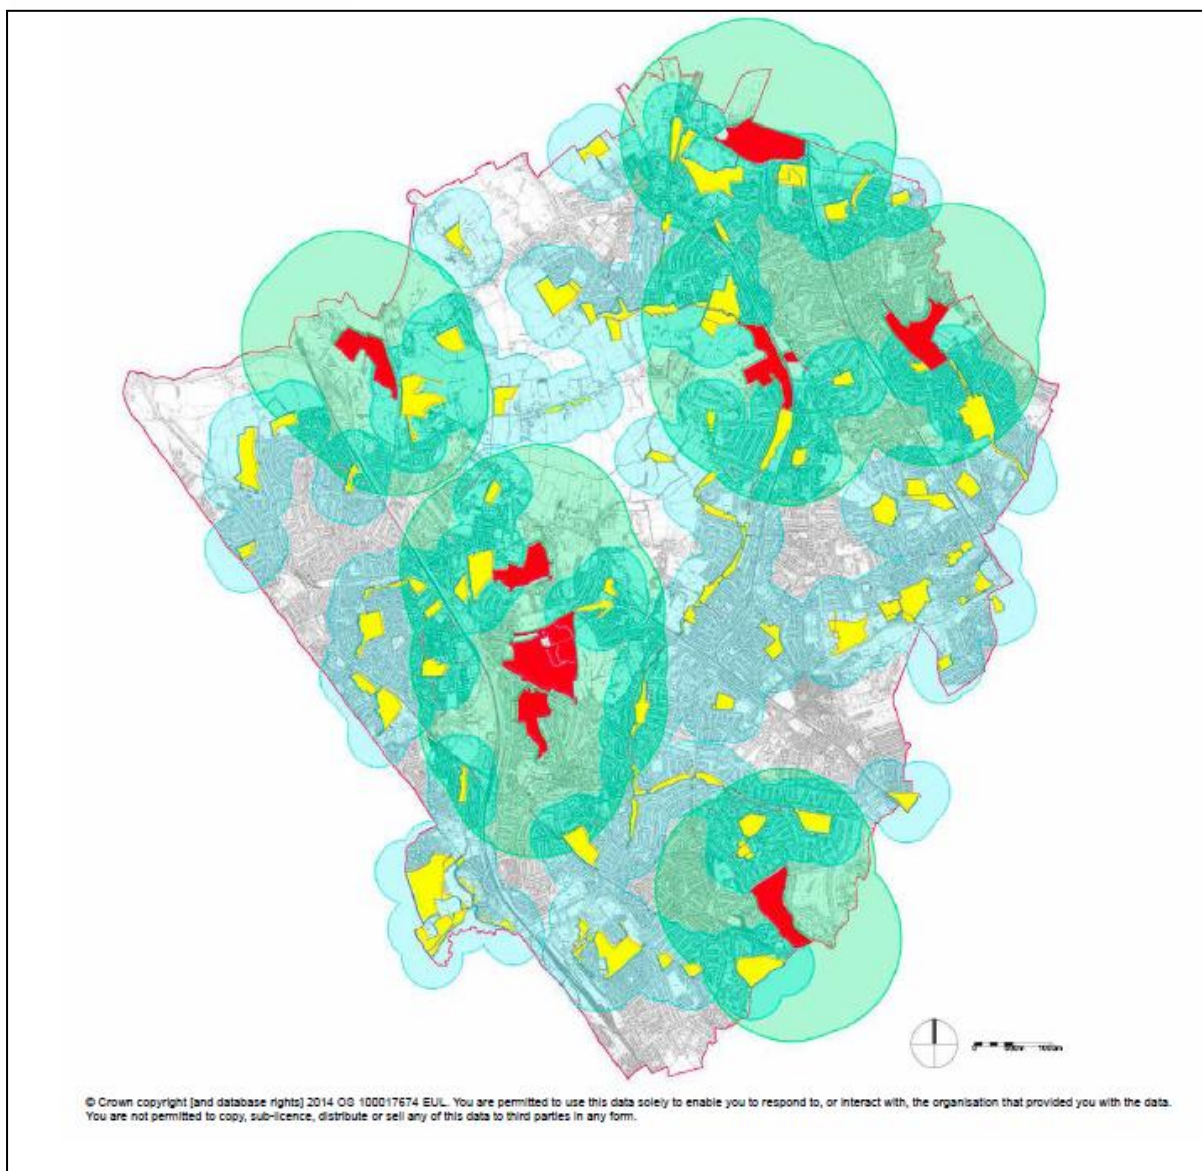 © Crown copyright [and database rights] 2014 OS 100017674 EUL. You are permitted to use this data solely to enable you to respond to, or interact with, the organisation that provided you with the data.
You are not permitted to copy, sub-licence, distribute or sell any of this data to third parties in any form.